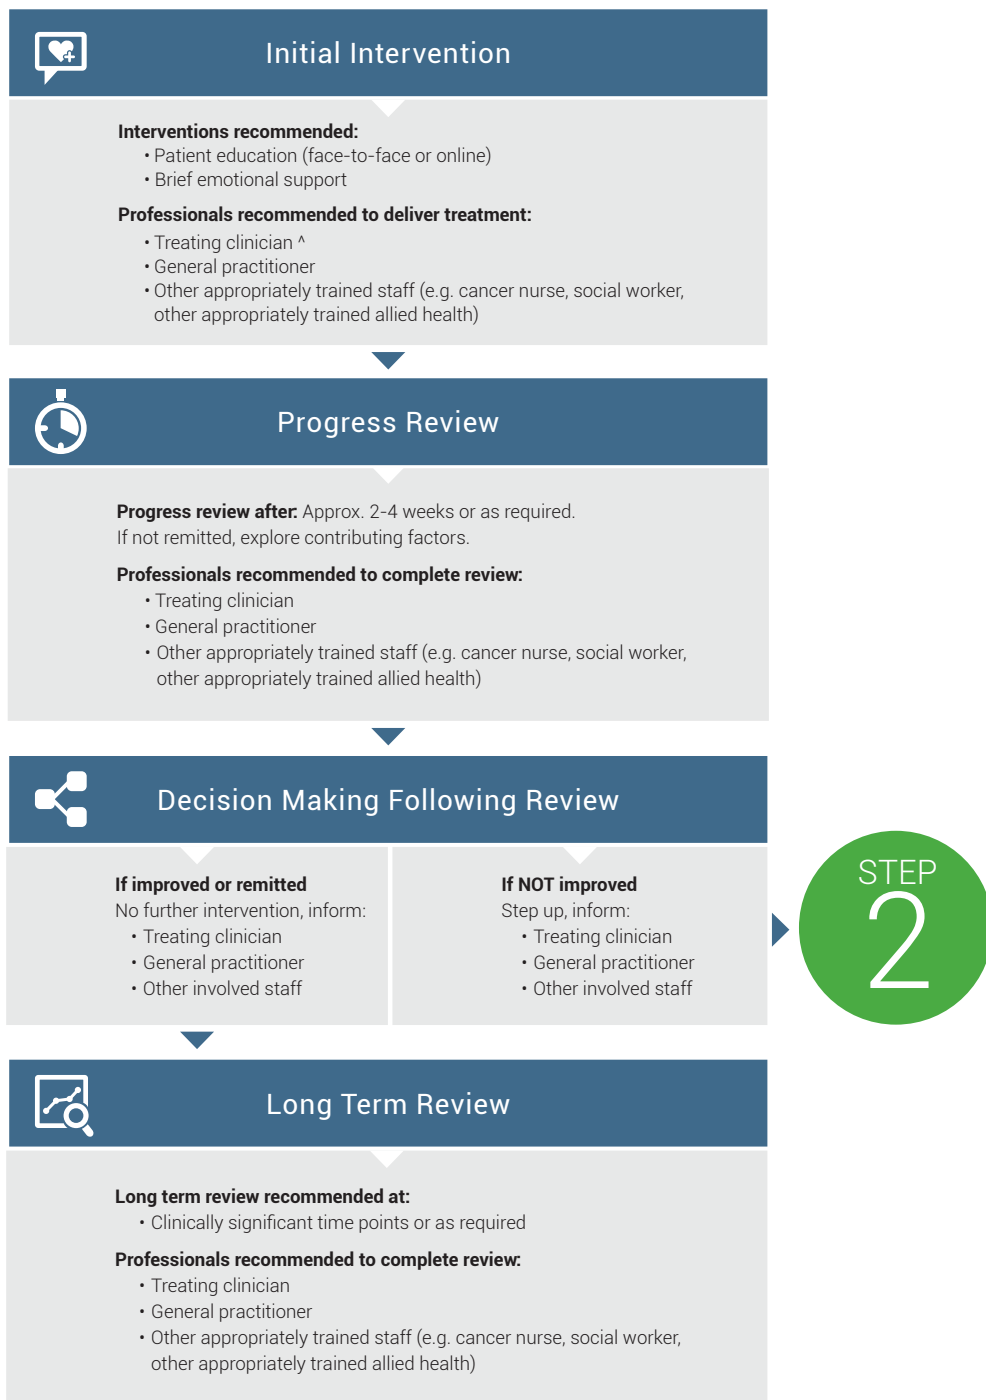 Initial Intervention
Interventions recommended:
• Patient education (face-to-face or online)
• Brief emotional support
Professionals recommended to deliver treatment:
• Treating clinician ^
• General practitioner
• Other appropriately trained staff (e.g. cancer nurse, social worker,
other appropriately trained allied health)
Progress Review
Progress review after: Approx. 2-4 weeks or as required.
If not remitted, explore contributing factors.
Professionals recommended to complete review:
• Treating clinician
• General practitioner
• Other appropriately trained staff (e.g. cancer nurse, social worker,
other appropriately trained allied health)
Decision Making Following Review
If improved or remitted
No further intervention, inform:
• Treating clinician
• General practitioner
• Other involved staff
If NOT improved
Step up, inform:
• Treating clinician
• General practitioner
• Other involved staff
STEP
2
Long Term Review
Long term review recommended at:
• Clinically significant time points or as required
Professionals recommended to complete review:
• Treating clinician
• General practitioner
• Other appropriately trained staff (e.g. cancer nurse, social worker,
other appropriately trained allied health)